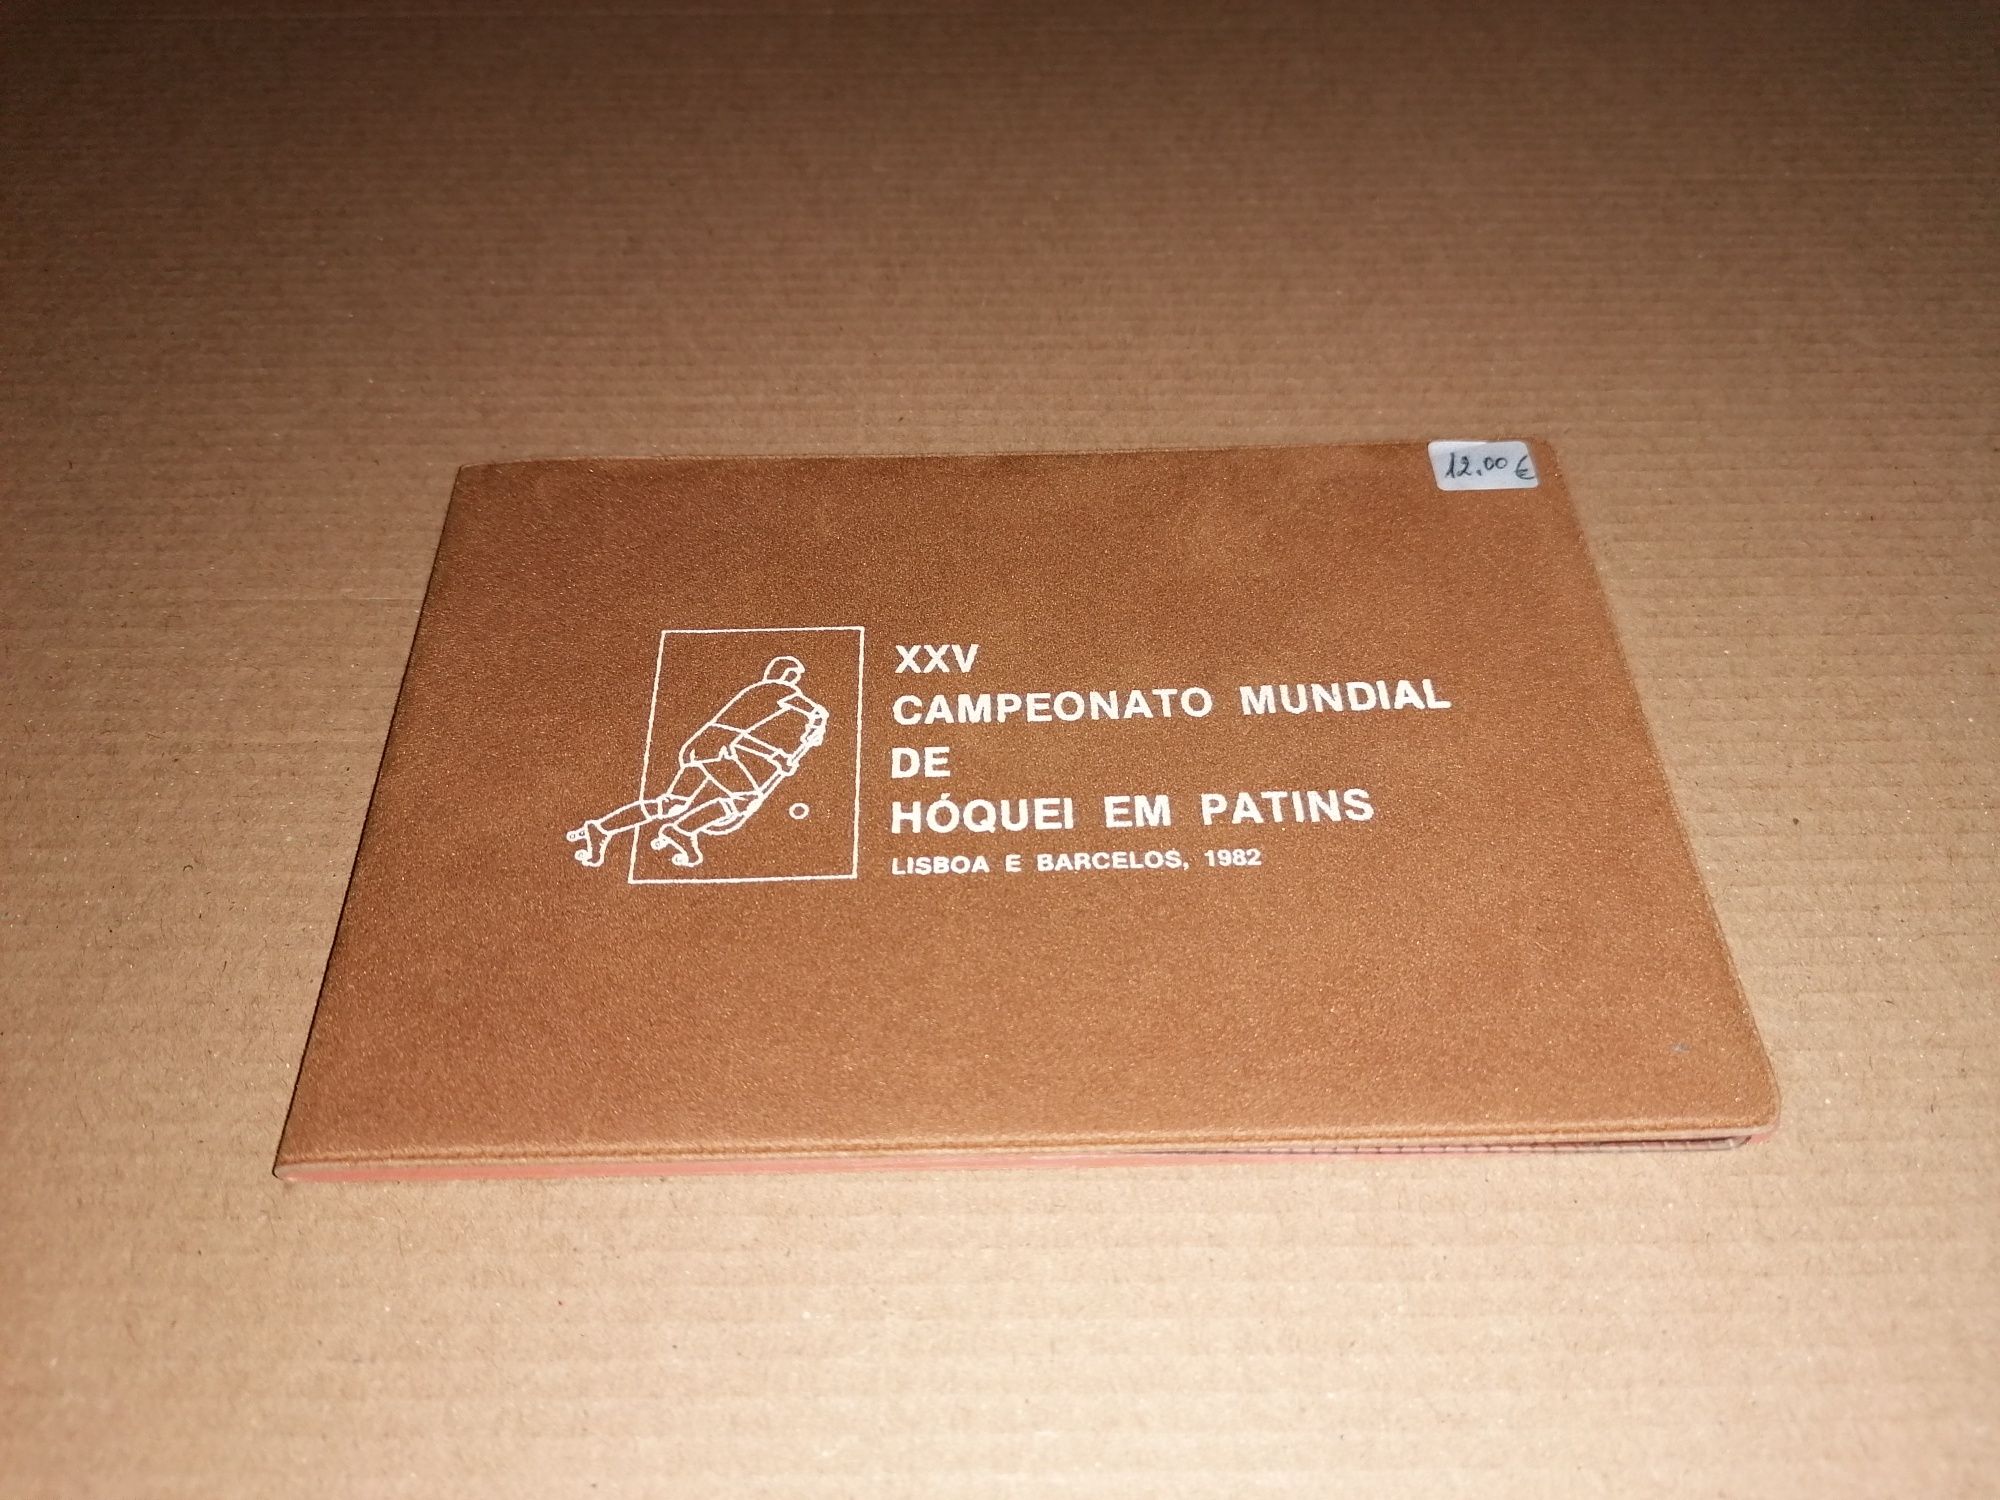 12.00 €
XXV
CAMPEONATO MUNDIAL
DE
HÓQUEI EM PATINS
LISBOA E BARCELOS, 1982